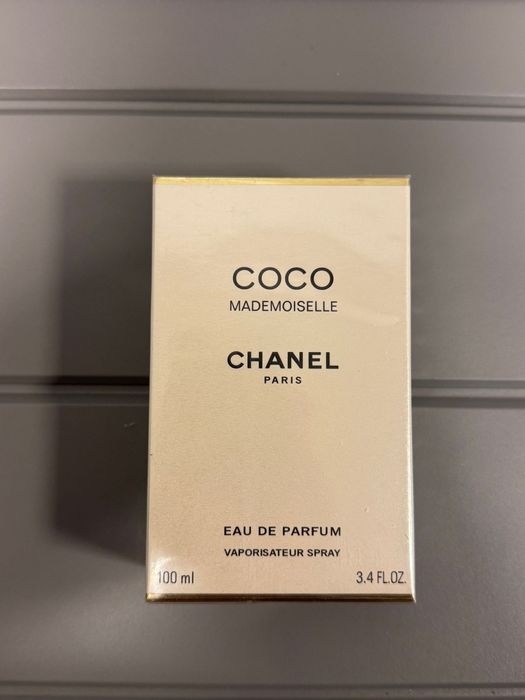 COCO
MADEMOISELLE
CHANEL
PARIS
EAU DE PARFUM
VAPORISATEUR SPRAY
100 ml 3.4 FL.OZ.